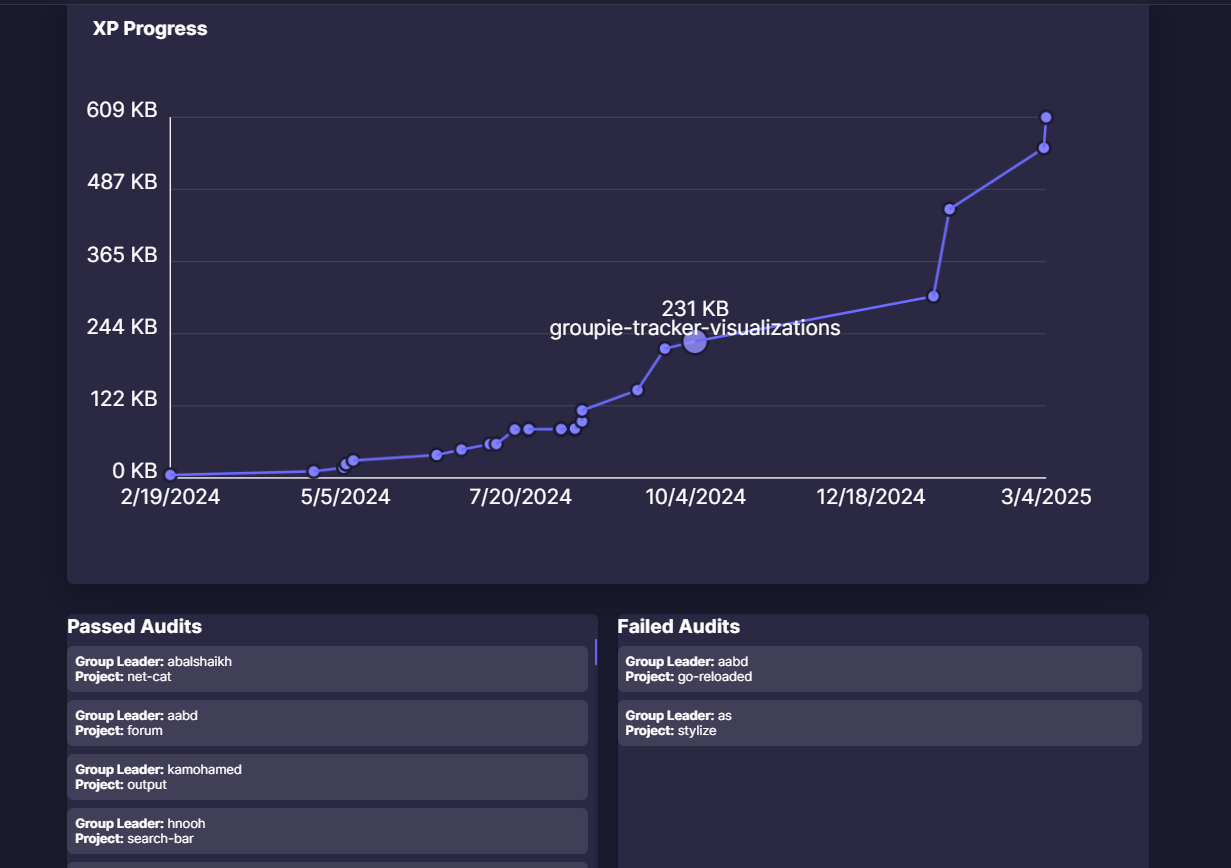 XP Progress
609 KB
487 KB
365 KB
244 KB
122 KB
0 KB
231 KB
groupie-tracker-visualizations
2/19/2024
5/5/2024
7/20/2024
10/4/2024
12/18/2024
3/4/2025
Passed Audits
Group Leader: abalshaikh
Project: net-cat
Group Leader: aabd
Project: forum
Group Leader: kamohamed
Project: output
Group Leader: hnooh
Project: search-bar
Failed Audits
Group Leader: aabd
Project: go-reloaded
Group Leader: as
Project: stylize